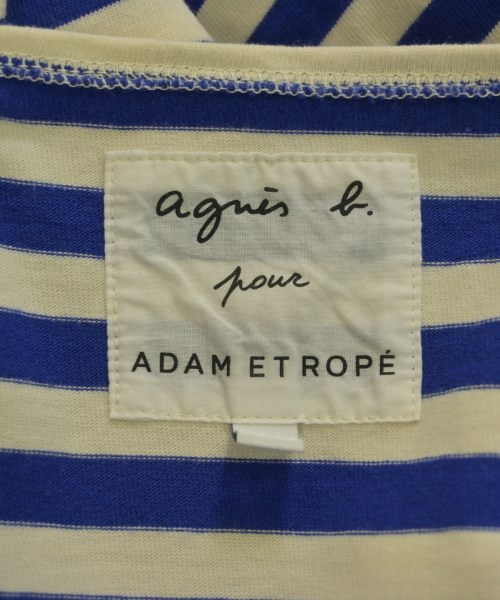 agnès b.
pour
ADAM ET ROPÉ